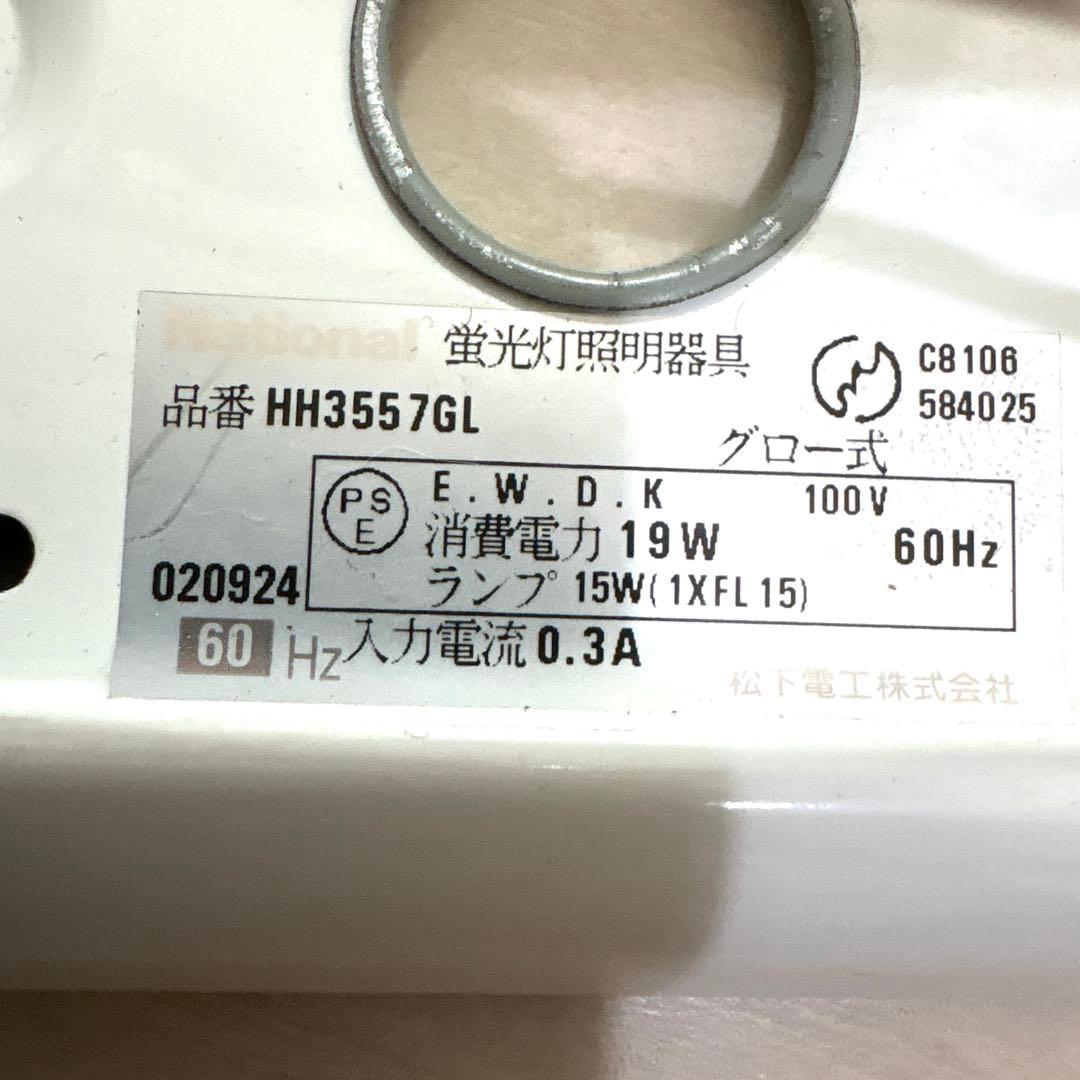 National 蛍光灯照明器具
C8106
584025
品番 HH3557GL
グロー式
PSE
E.W.D.K 100V
消費電力 19W 60Hz
ランプ 15W(1XFL15)
020924
60 Hz 入力電流 0.3A
松下電工株式会社